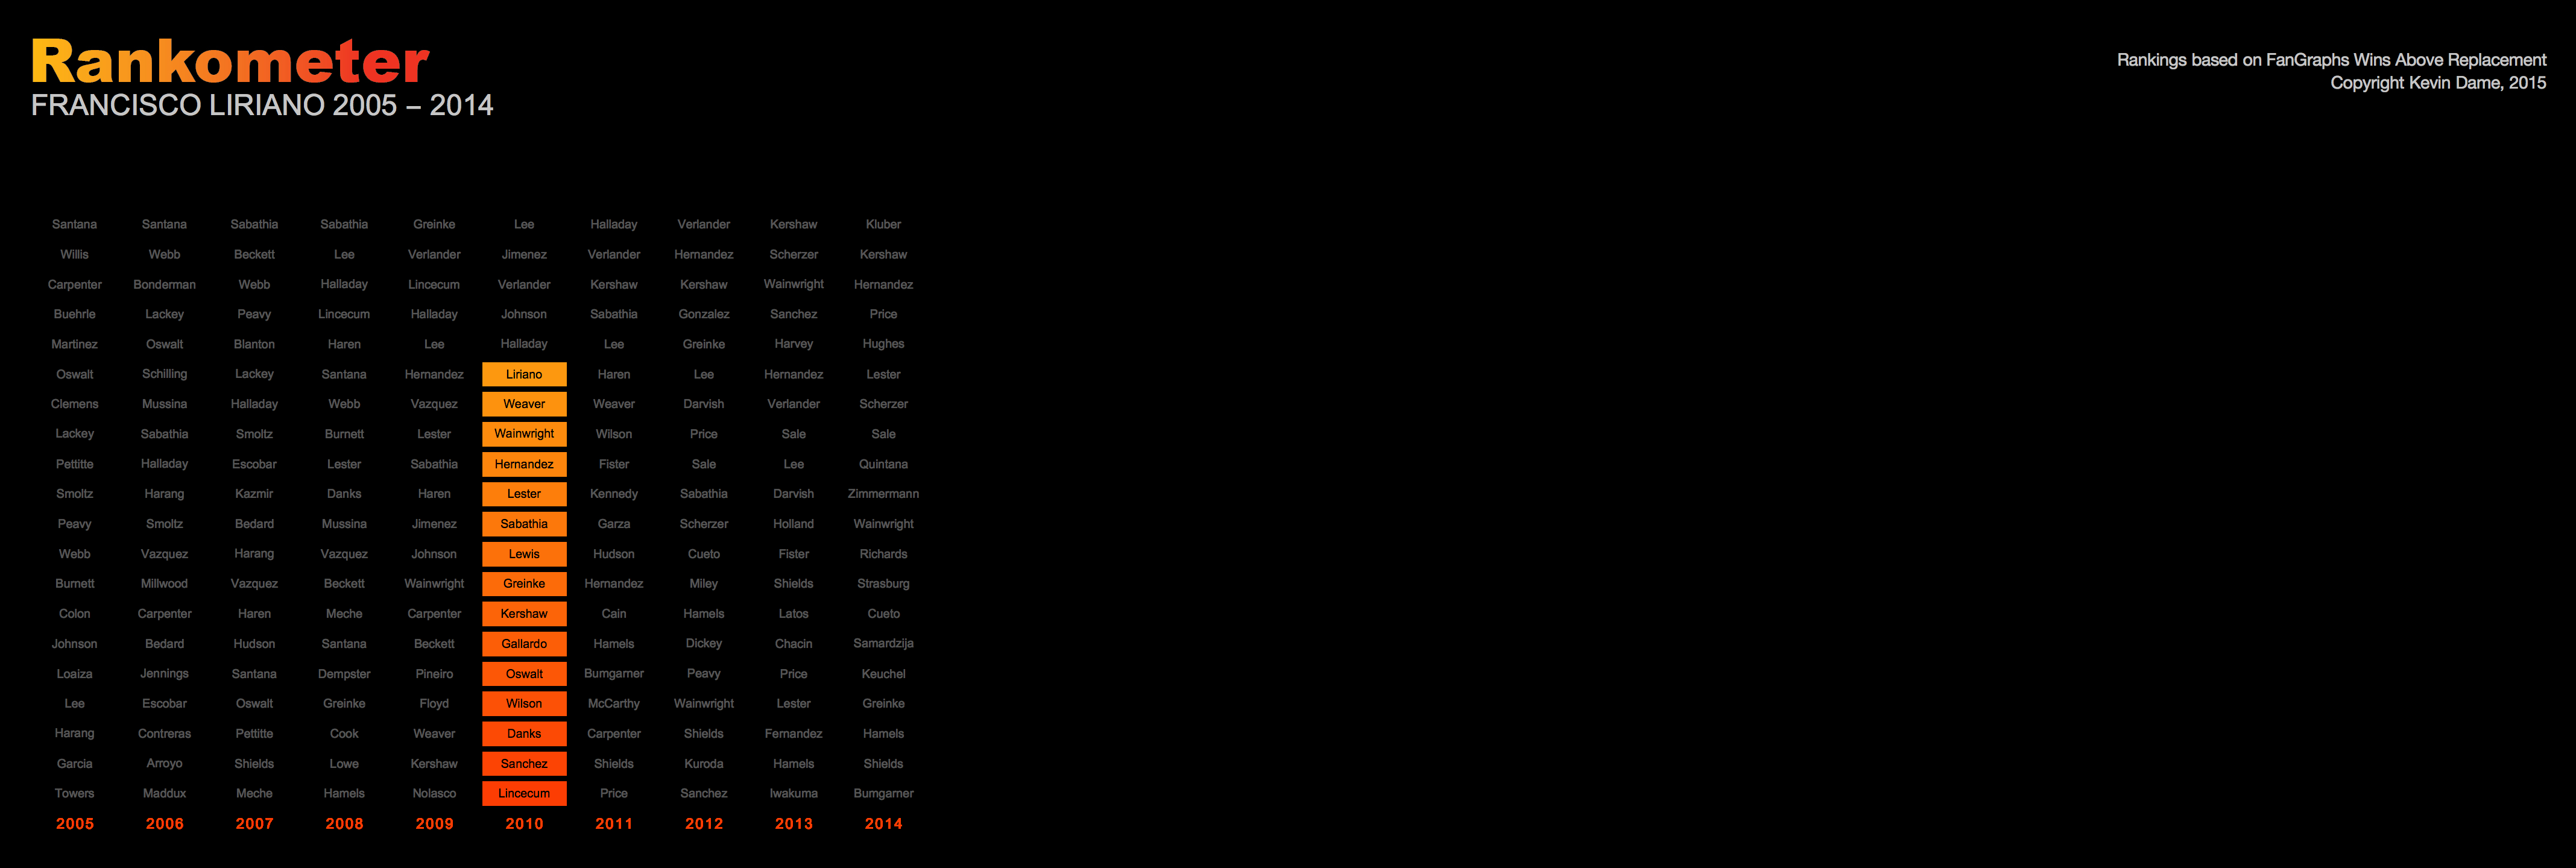 Rankometer
FRANCISCO LIRIANO 2005 – 2014
Rankings based on FanGraphs Wins Above Replacement
Copyright Kevin Dame, 2015
Santana Santana Sabathia Sabathia Greinke Lee Halladay Verlander Kershaw Kluber
Willis Webb Beckett Lee Verlander Jimenez Verlander Hernandez Scherzer Kershaw
Carpenter Bonderman Webb Halladay Lincecum Verlander Kershaw Kershaw Wainwright Hernandez
Buehrle Lackey Peavy Lincecum Halladay Johnson Sabathia Gonzalez Sanchez Price
Martinez Oswalt Blanton Haren Lee Halladay Lee Greinke Harvey Hughes
Oswalt Schilling Lackey Santana Hernandez Liriano Haren Lee Hernandez Lester
Clemens Mussina Halladay Webb Vazquez Weaver Weaver Darvish Verlander Scherzer
Lackey Sabathia Smoltz Burnett Lester Wainwright Wilson Price Sale Sale
Pettitte Halladay Escobar Lester Sabathia Hernandez Fister Sale Lee Quintana
Smoltz Harang Kazmir Danks Haren Lester Kennedy Sabathia Darvish Zimmermann
Peavy Smoltz Bedard Mussina Jimenez Sabathia Garza Scherzer Holland Wainwright
Webb Vazquez Harang Vazquez Johnson Lewis Hudson Cueto Fister Richards
Burnett Millwood Vazquez Beckett Wainwright Greinke Hernandez Miley Shields Strasburg
Colon Carpenter Haren Meche Carpenter Kershaw Cain Hamels Latos Cueto
Johnson Bedard Hudson Santana Beckett Gallardo Hamels Dickey Chacin Samardzija
Loaiza Jennings Santana Dempster Pineiro Oswalt Bumgarner Peavy Price Keuchel
Lee Escobar Oswalt Greinke Floyd Wilson McCarthy Wainwright Lester Greinke
Harang Contreras Pettitte Cook Weaver Danks Carpenter Shields Fernandez Hamels
Garcia Arroyo Shields Lowe Kershaw Sanchez Shields Kuroda Hamels Shields
Towers Maddux Meche Hamels Nolasco Lincecum Price Sanchez Iwakuma Bumgarner
2005 2006 2007 2008 2009 2010 2011 2012 2013 2014